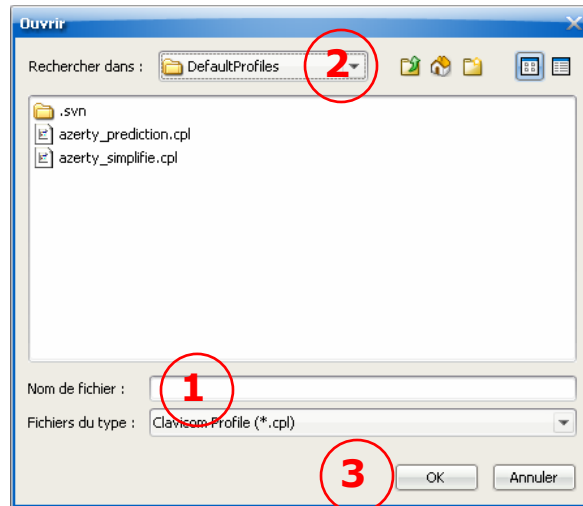 Ouvrir
Rechercher dans : DefaultProfiles 2
.svn
azerty_prediction.cpl
azerty_simplifie.cpl
Nom de fichier : 1
Fichiers du type : Clavicom Profile (*.cpl)
3 OK Annuler